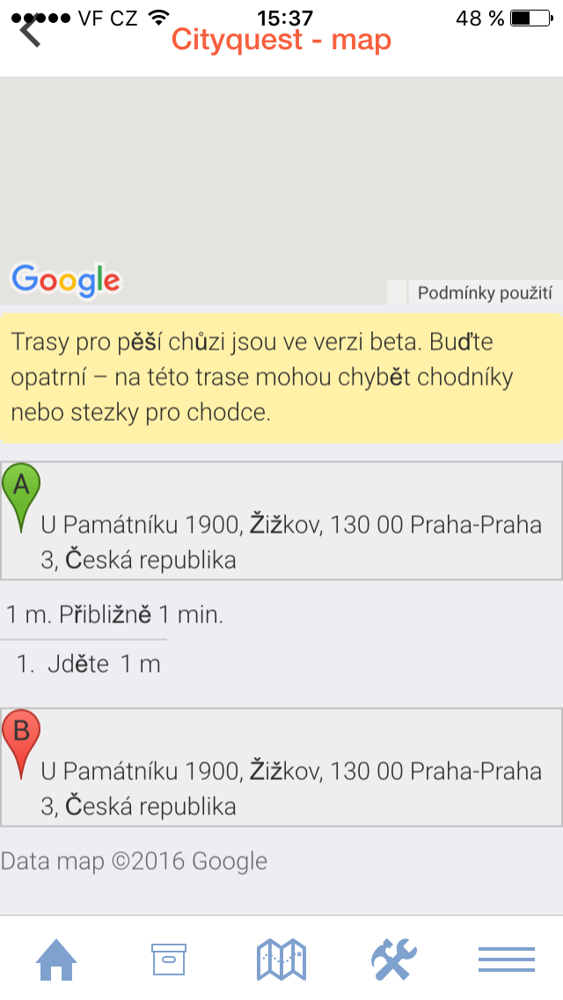 VF CZ 15:37 48 %
Cityquest - map
Google
Podmínky použití
Trasy pro pěší chůzi jsou ve verzi beta. Buďte
opatrní – na této trase mohou chybět chodníky
nebo stezky pro chodce.
A
U Památníku 1900, Žižkov, 130 00 Praha-Praha
3, Česká republika
1 m. Přibližně 1 min.
1. Jděte 1 m
B
U Památníku 1900, Žižkov, 130 00 Praha-Praha
3, Česká republika
Data map ©2016 Google